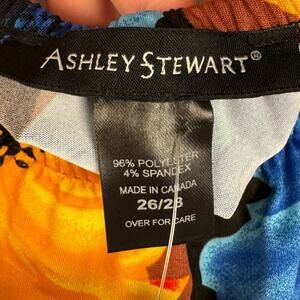 ASHLEY STEWART®
96% POLYESTER
4% SPANDEX
MADE IN CANADA
26/28
OVER FOR CARE